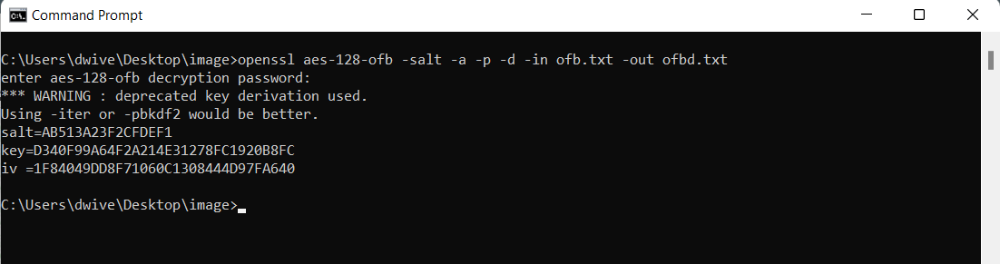 Command Prompt
C:\Users\dwive\Desktop\image>openssl aes-128-ofb -salt -a -p -d -in ofb.txt -out ofbd.txt
enter aes-128-ofb decryption password:
*** WARNING : deprecated key derivation used.
Using -iter or -pbkdf2 would be better.
salt=AB513A23F2CFDEF1
key=D340F99A64F2A214E31278FC1920B8FC
iv =1F84049DD8F71060C1308444D97FA640
C:\Users\dwive\Desktop\image>